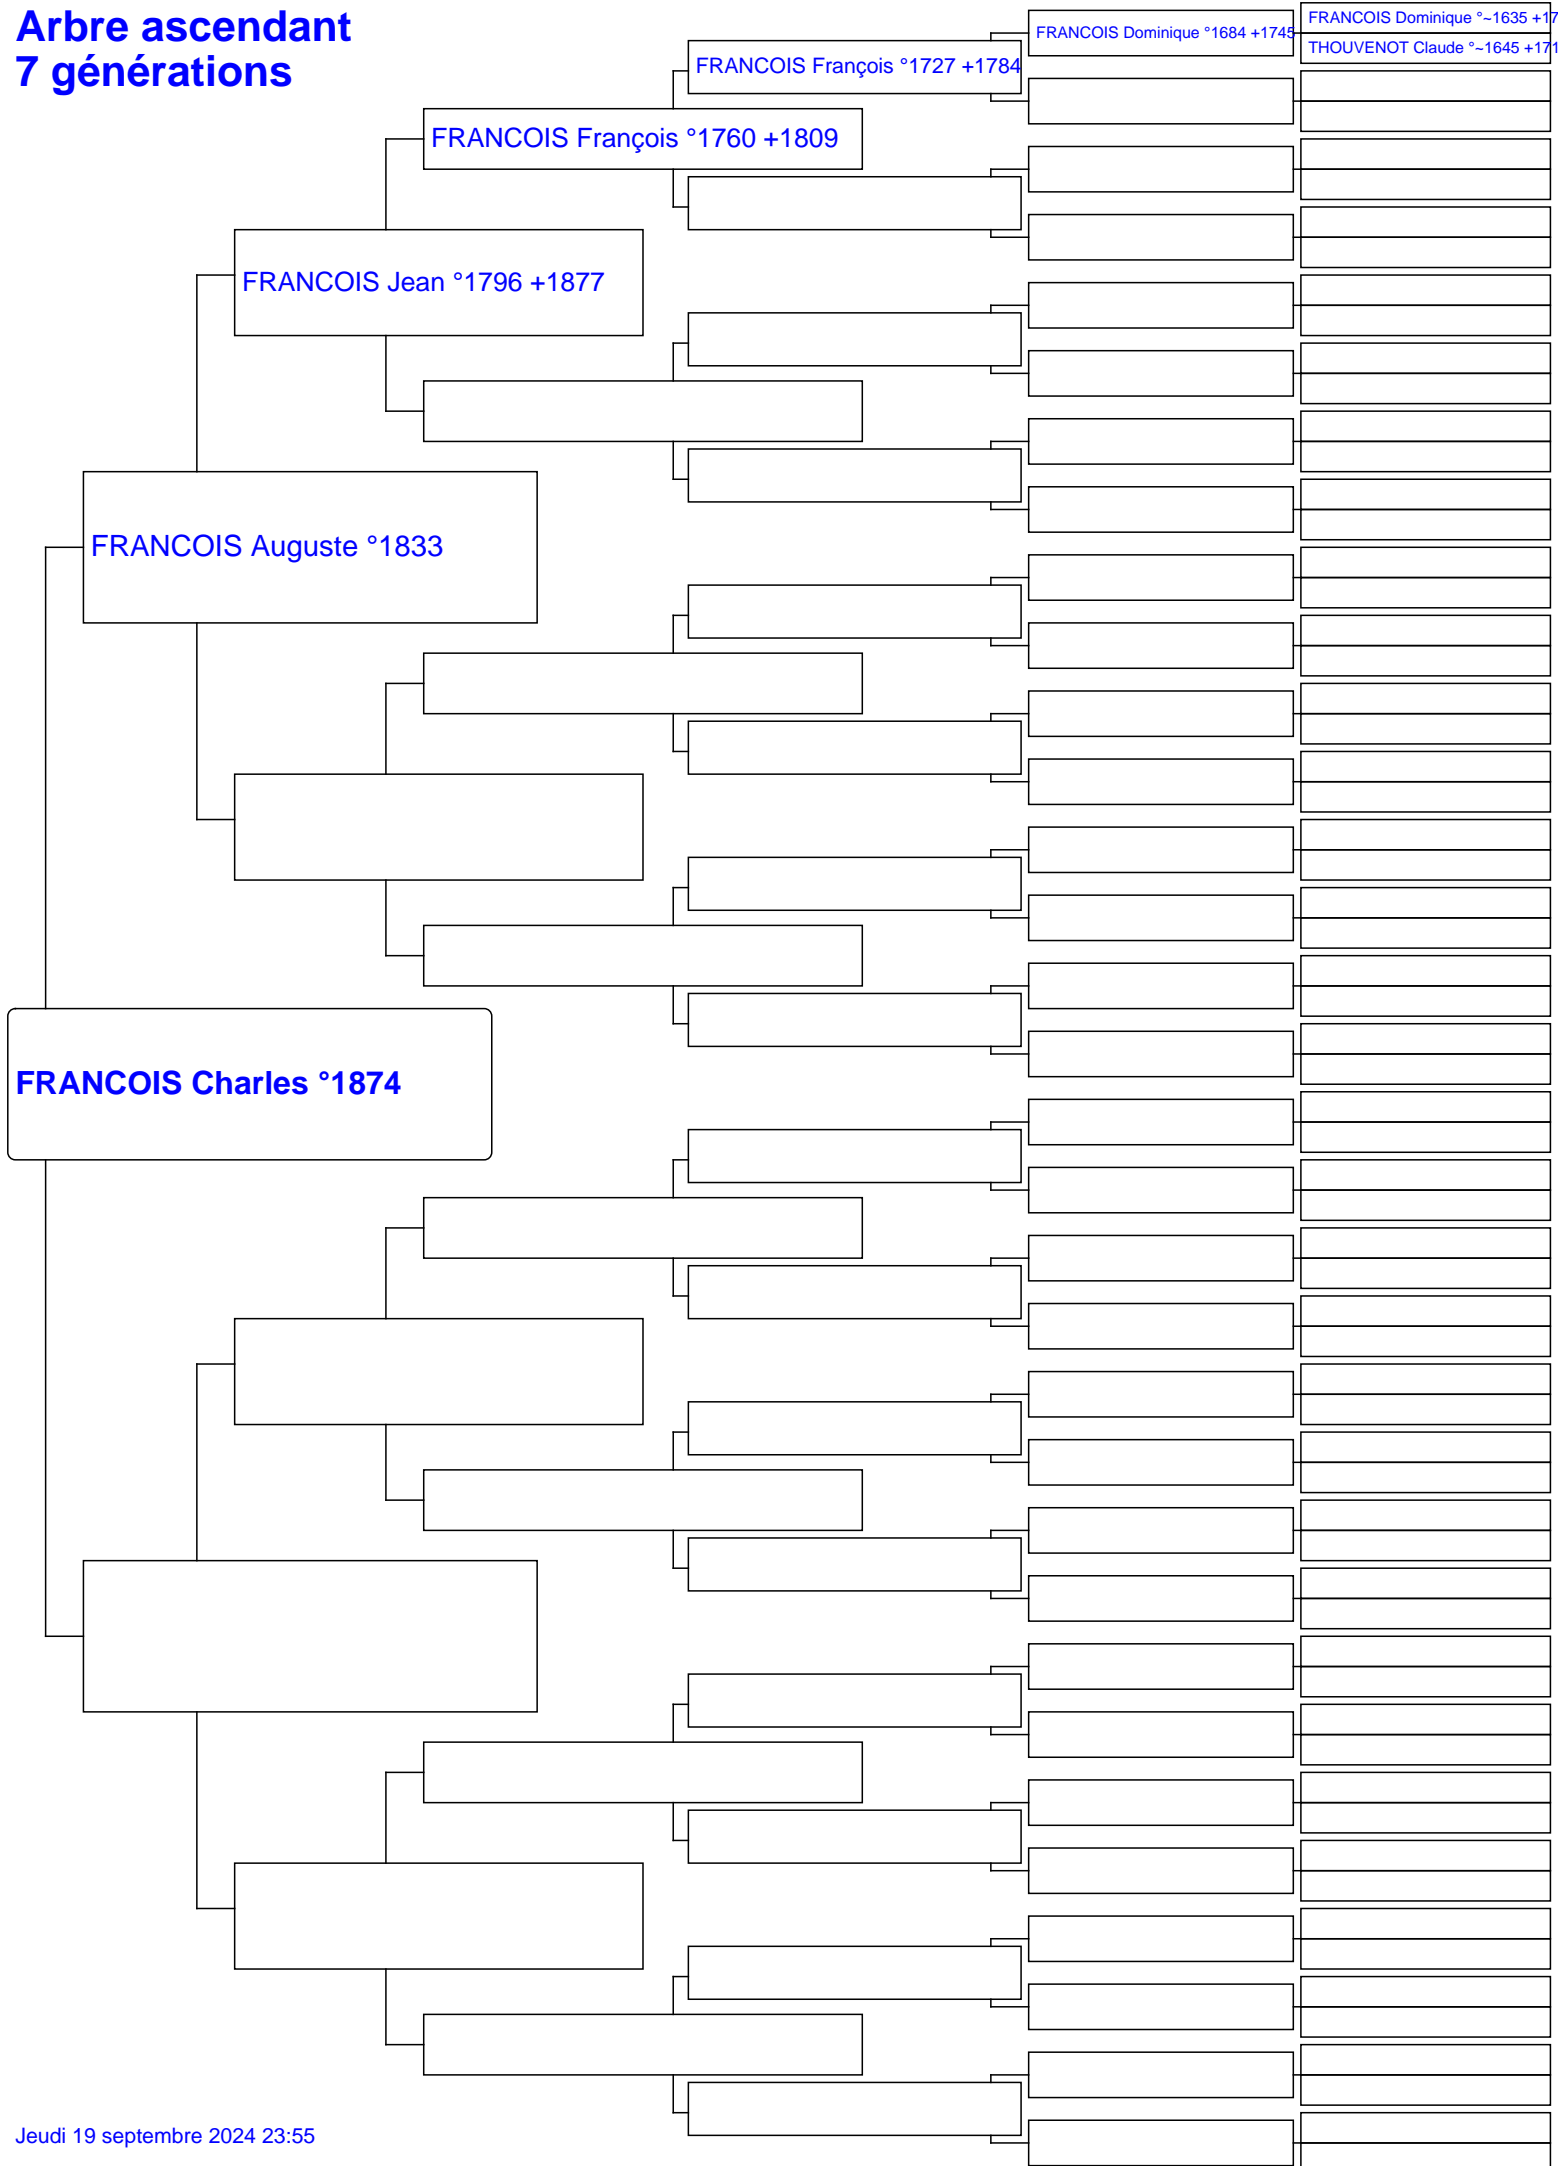 Arbre ascendant
7 générations
FRANCOIS Dominique °~1635 +17
FRANCOIS Dominique °1684 +1745
THOUVENOT Claude °~1645 +171
FRANCOIS François °1727 +1784
FRANCOIS François °1760 +1809
FRANCOIS Jean °1796 +1877
FRANCOIS Auguste °1833
FRANCOIS Charles °1874
Jeudi 19 septembre 2024 23:55